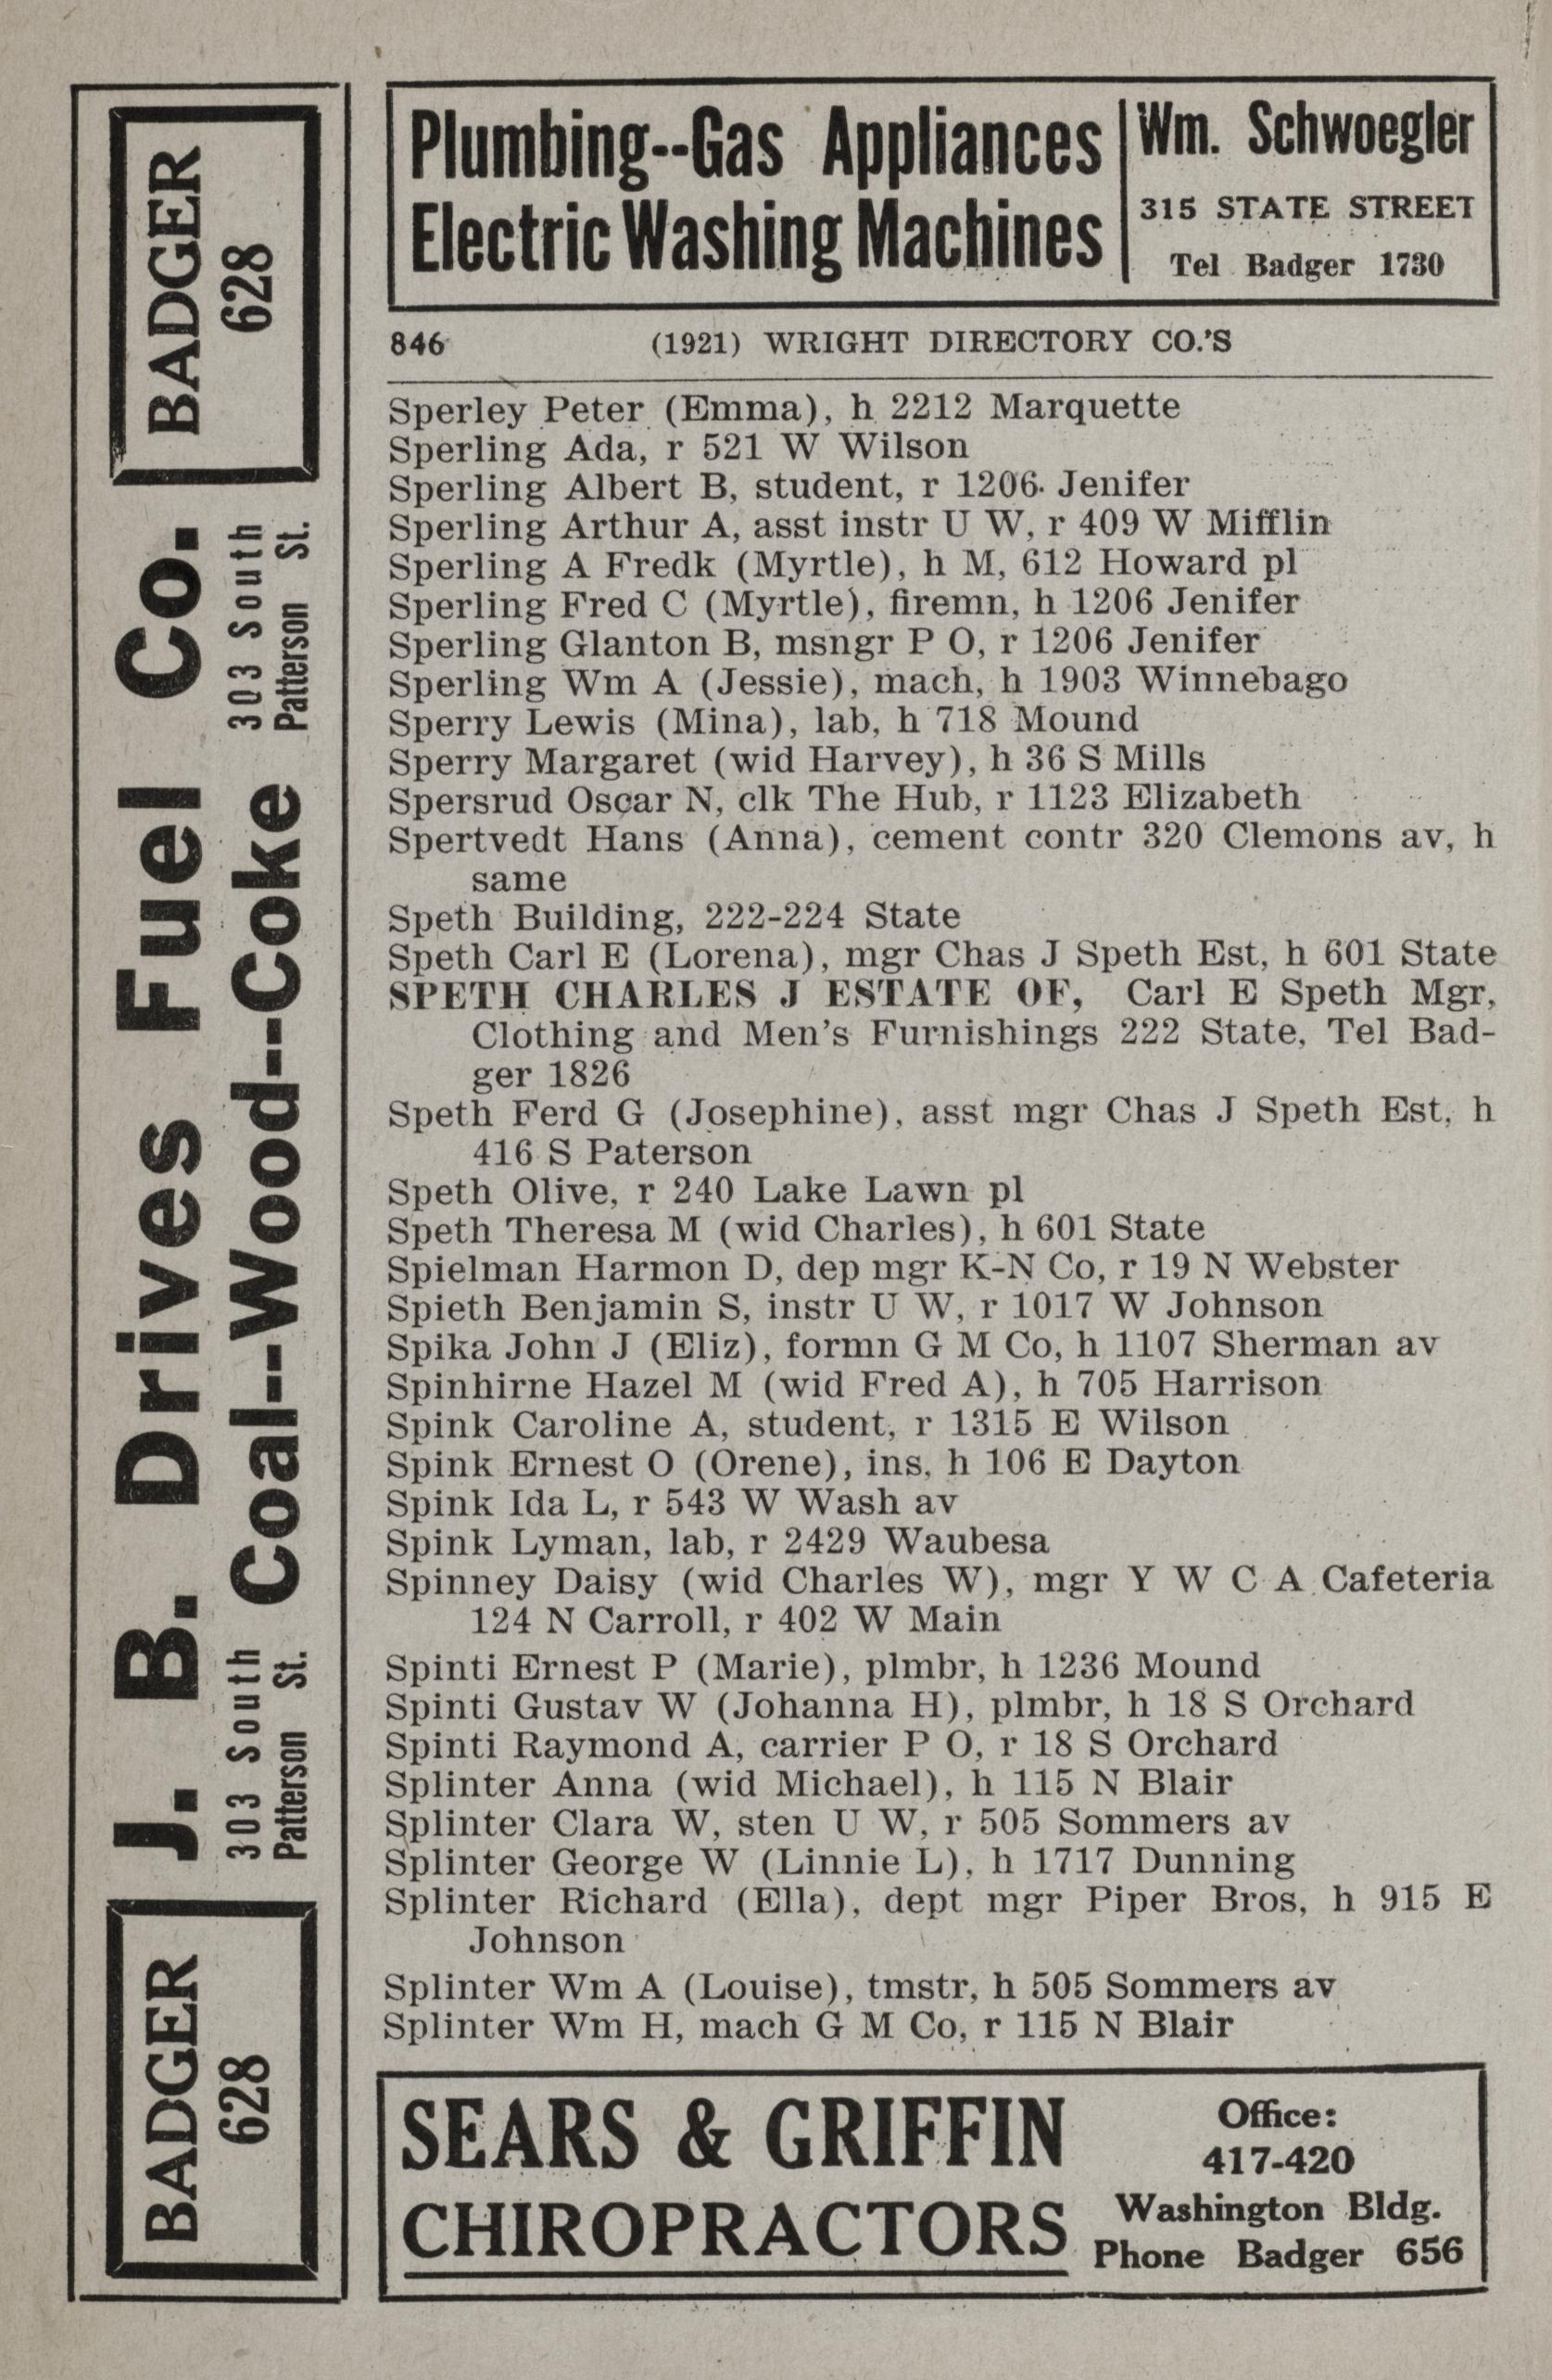 Plumbing--Gas Appliances
Electric Washing Machines
Wm. Schwoegler
315 STATE STREET
Tel Badger 1730
BADGER
628
J. B. Drives Fuel Co.
303 South
Patterson St.
Coal--Wood--Coke
303 South
Patterson St.
BADGER
628
846 (1921) WRIGHT DIRECTORY CO.'S
Sperley Peter (Emma), h 2212 Marquette
Sperling Ada, r 521 W Wilson
Sperling Albert B, student, r 1206 Jenifer
Sperling Arthur A, asst instr U W, r 409 W Mifflin
Sperling A Fredk (Myrtle), h M, 612 Howard pl
Sperling Fred C (Myrtle), firemn, h 1206 Jenifer
Sperling Glanton B, msngr P O, r 1206 Jenifer
Sperling Wm A (Jessie), mach, h 1903 Winnebago
Sperry Lewis (Mina), lab, h 718 Mound
Sperry Margaret (wid Harvey), h 36 S Mills
Spersrud Oscar N, clk The Hub, r 1123 Elizabeth
Spertvedt Hans (Anna), cement contr 320 Clemons av, h
same
Speth Building, 222-224 State
Speth Carl E (Lorena), mgr Chas J Speth Est, h 601 State
SPETH CHARLES J ESTATE OF, Carl E Speth Mgr,
Clothing and Men's Furnishings 222 State, Tel Bad-
ger 1826
Speth Ferd G (Josephine), asst mgr Chas J Speth Est, h
416 S Paterson
Speth Olive, r 240 Lake Lawn pl
Speth Theresa M (wid Charles), h 601 State
Spielman Harmon D, dep mgr K-N Co, r 19 N Webster
Spieth Benjamin S, instr U W, r 1017 W Johnson
Spika John J (Eliz), formn G M Co, h 1107 Sherman av
Spinhirne Hazel M (wid Fred A), h 705 Harrison
Spink Caroline A, student, r 1315 E Wilson
Spink Ernest O (Orene), ins, h 106 E Dayton
Spink Ida L, r 543 W Wash av
Spink Lyman, lab, r 2429 Waubesa
Spinney Daisy (wid Charles W), mgr Y W C A Cafeteria
124 N Carroll, r 402 W Main
Spinti Ernest P (Marie), plmbr, h 1236 Mound
Spinti Gustav W (Johanna H), plmbr, h 18 S Orchard
Spinti Raymond A, carrier P O, r 18 S Orchard
Splinter Anna (wid Michael), h 115 N Blair
Splinter Clara W, sten U W, r 505 Sommers av
Splinter George W (Linnie L), h 1717 Dunning
Splinter Richard (Ella), dept mgr Piper Bros, h 915 E
Johnson
Splinter Wm A (Louise), tmstr, h 505 Sommers av
Splinter Wm H, mach G M Co, r 115 N Blair
SEARS & GRIFFIN
CHIROPRACTORS
Office:
417-420
Washington Bldg.
Phone Badger 656